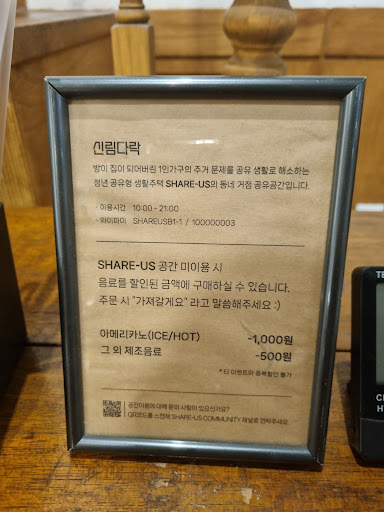 신림다락
방이 집이 되어버린 1인가구의 주거 문제를 공유 생활로 해소하는
청년 공유형 생활주택 SHARE-US의 동네 거점 공유공간입니다.
· 이용시간 10:00 - 21:00
· 와이파이 SHAREUSB1-1 / 100000003
SHARE-US 공간 미이용 시
음료를 할인된 금액에 구매하실 수 있습니다.
주문 시 "가져갈게요" 라고 말씀해주세요 :)
아메리카노(ICE/HOT) -1,000원
그 외 제조음료 -500원
* 타 이벤트와 중복할인 불가
공간이용에 대해 문의 사항이 있으신가요?
QR코드를 스캔해 SHARE-US COMMUNITY 채널로 연락주세요.
TE
CL
H